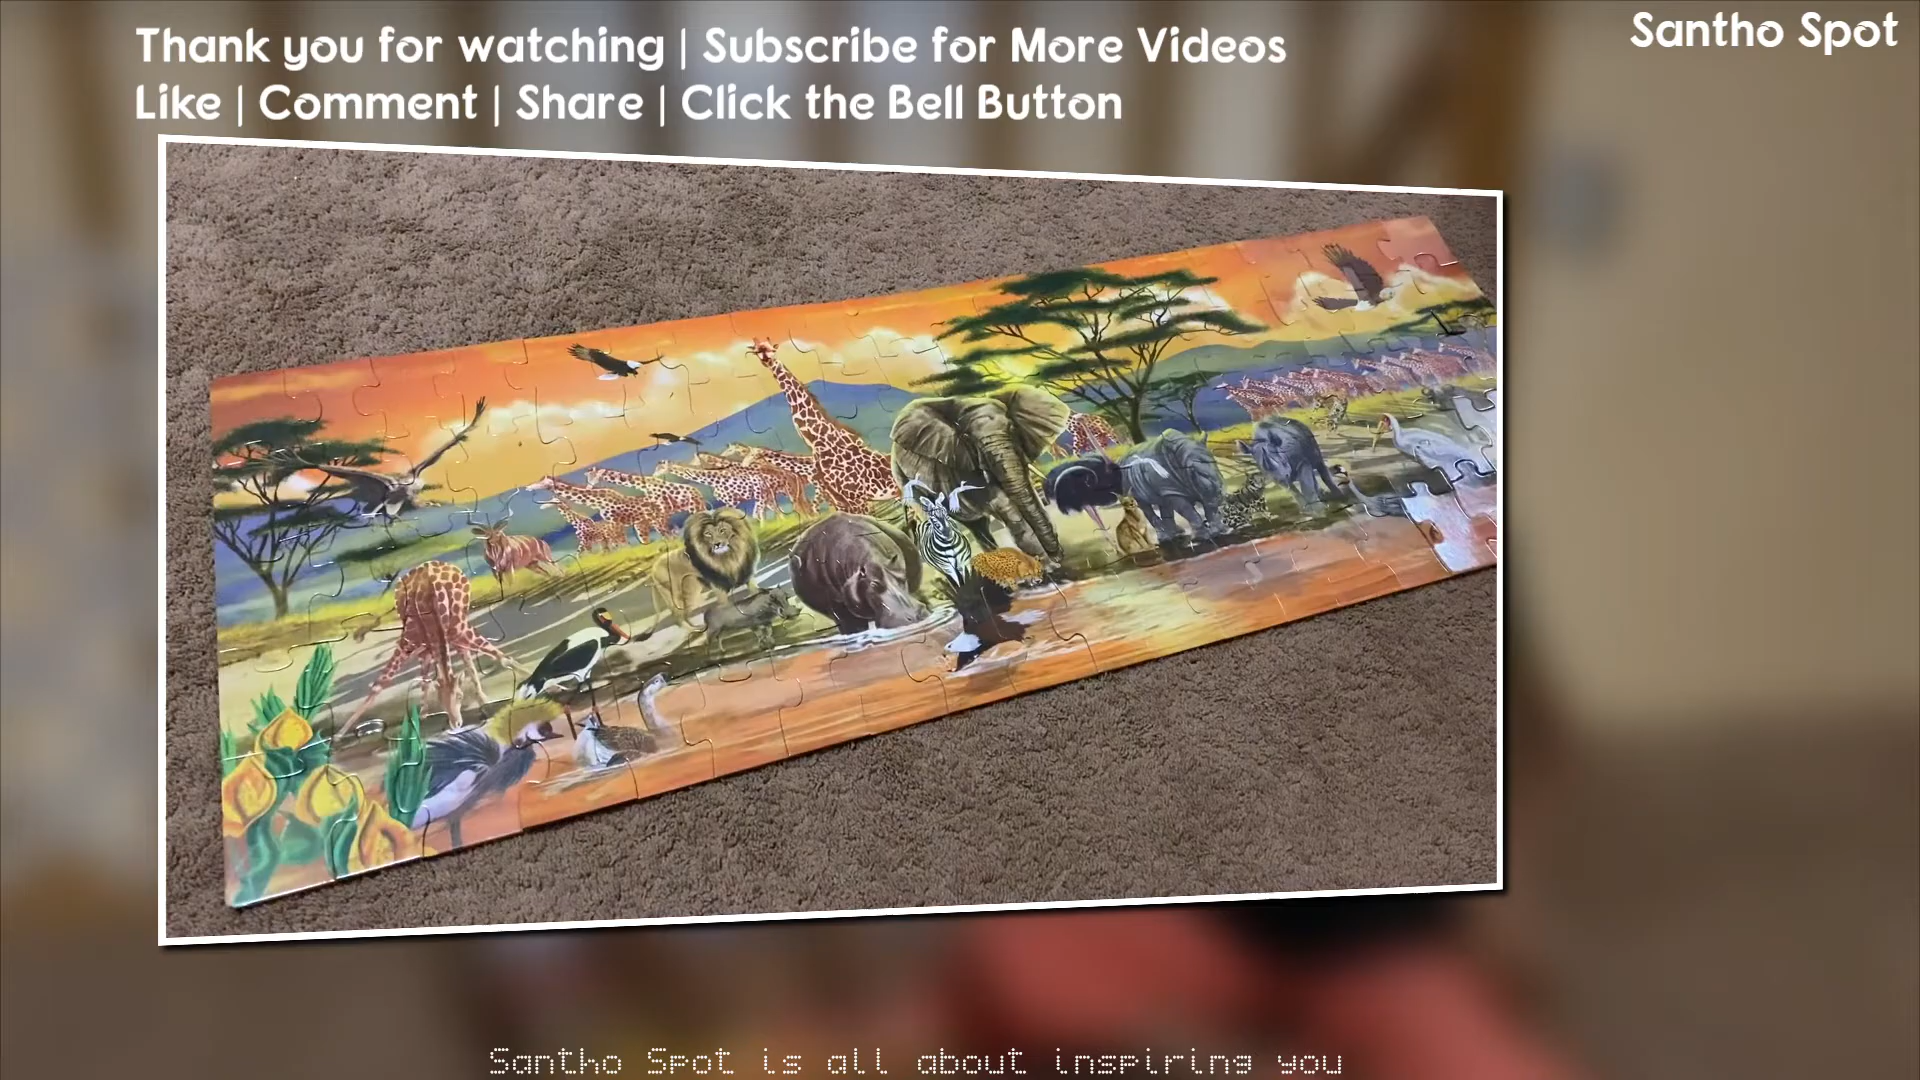 Thank you for watching | Subscribe for More Videos
Like | Comment | Share | Click the Bell Button
Santho Spot
Santho Spot is all about inspiring you